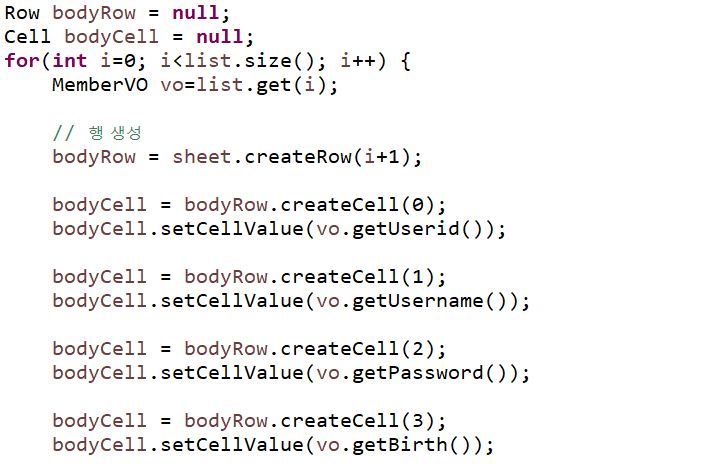 Row bodyRow = null;
Cell bodyCell = null;
for(int i=0; i<list.size(); i++) {
MemberVO vo=list.get(i);
// 행 생성
bodyRow = sheet.createRow(i+1);
bodyCell = bodyRow.createCell(0);
bodyCell.setCellValue(vo.getUserid());
bodyCell = bodyRow.createCell(1);
bodyCell.setCellValue(vo.getUsername());
bodyCell = bodyRow.createCell(2);
bodyCell.setCellValue(vo.getPassword());
bodyCell = bodyRow.createCell(3);
bodyCell.setCellValue(vo.getBirth());